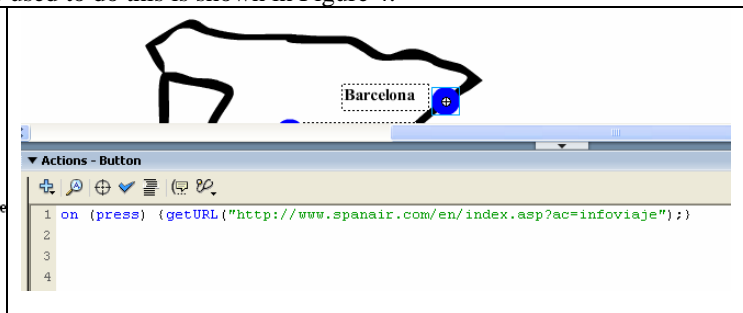 used to do this is shown in Figure 4.
Barcelona
Actions - Button
1 on (press) {getURL("http://www.spanair.com/en/index.asp?ac=infoviaje");}
2
3
4